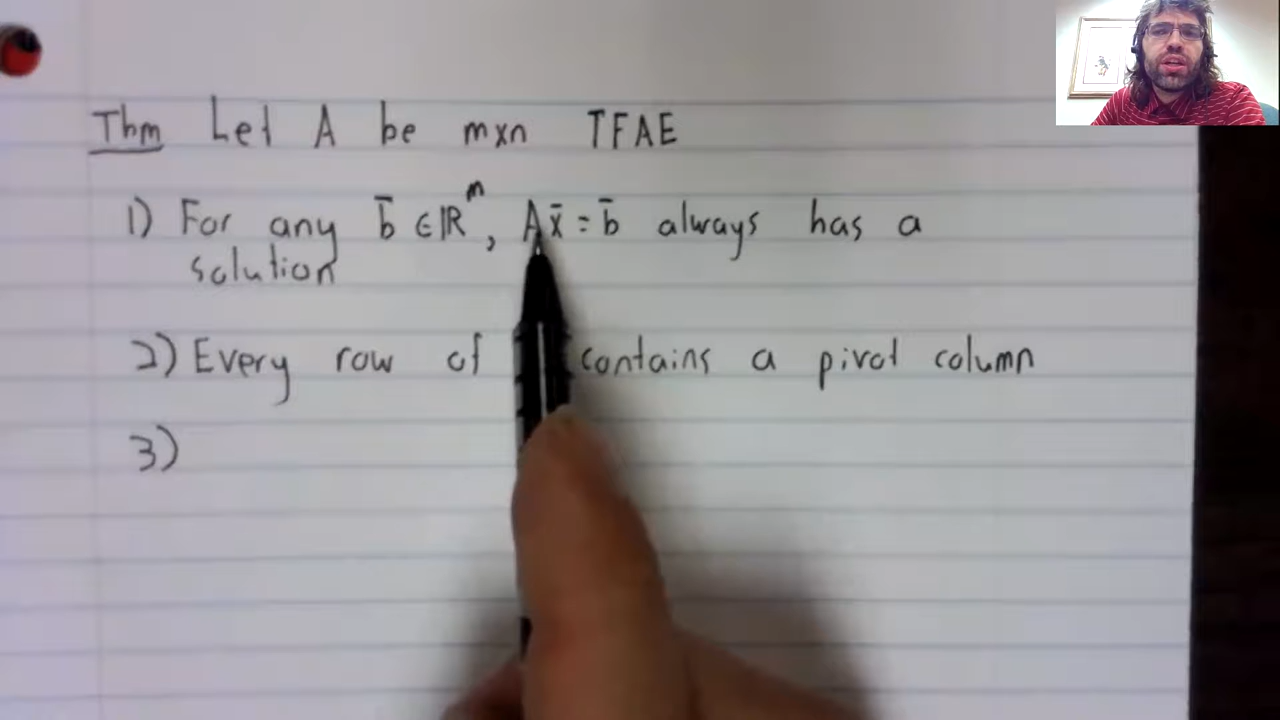 Thm Let A be mxn TFAE
1) For any b̄ ∈ ℝᵐ, Ax̄ = b̄ always has a
solution
2) Every row of contains a pivot column
3)